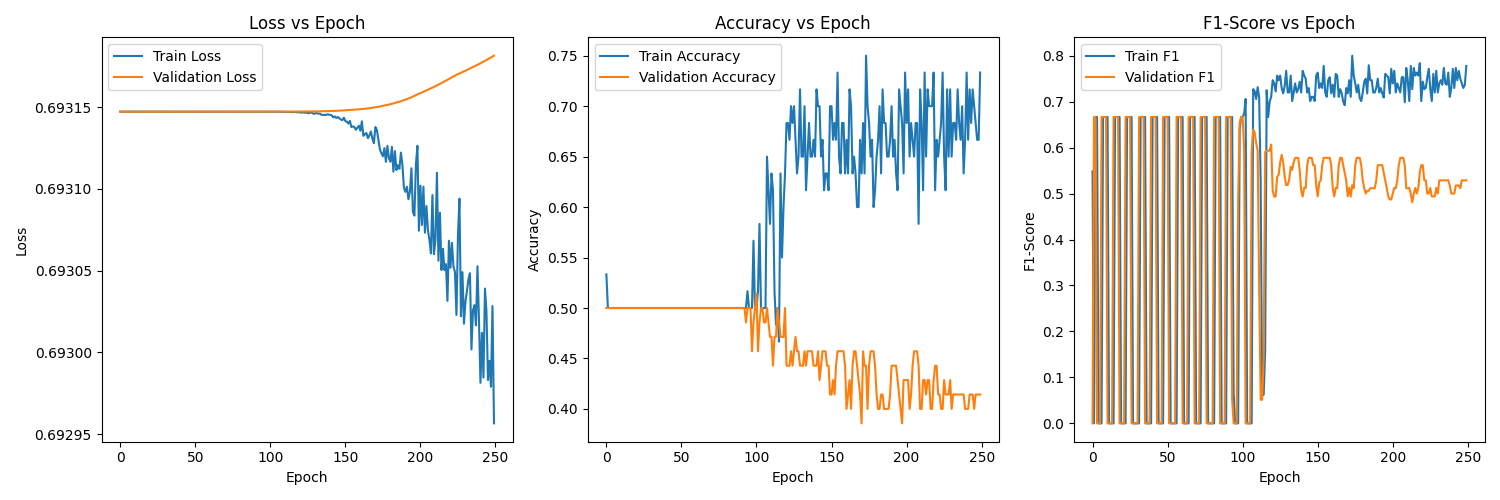 Loss vs Epoch
Train Loss
Validation Loss
0.69315
0.69310
0.69305
0.69300
0.69295
Loss
0 50 100 150 200 250
Epoch
Accuracy vs Epoch
Train Accuracy
Validation Accuracy
0.75
0.70
0.65
0.60
0.55
0.50
0.45
0.40
Accuracy
0 50 100 150 200 250
Epoch
F1-Score vs Epoch
Train F1
Validation F1
0.8
0.7
0.6
0.5
0.4
0.3
0.2
0.1
0.0
F1-Score
0 50 100 150 200 250
Epoch